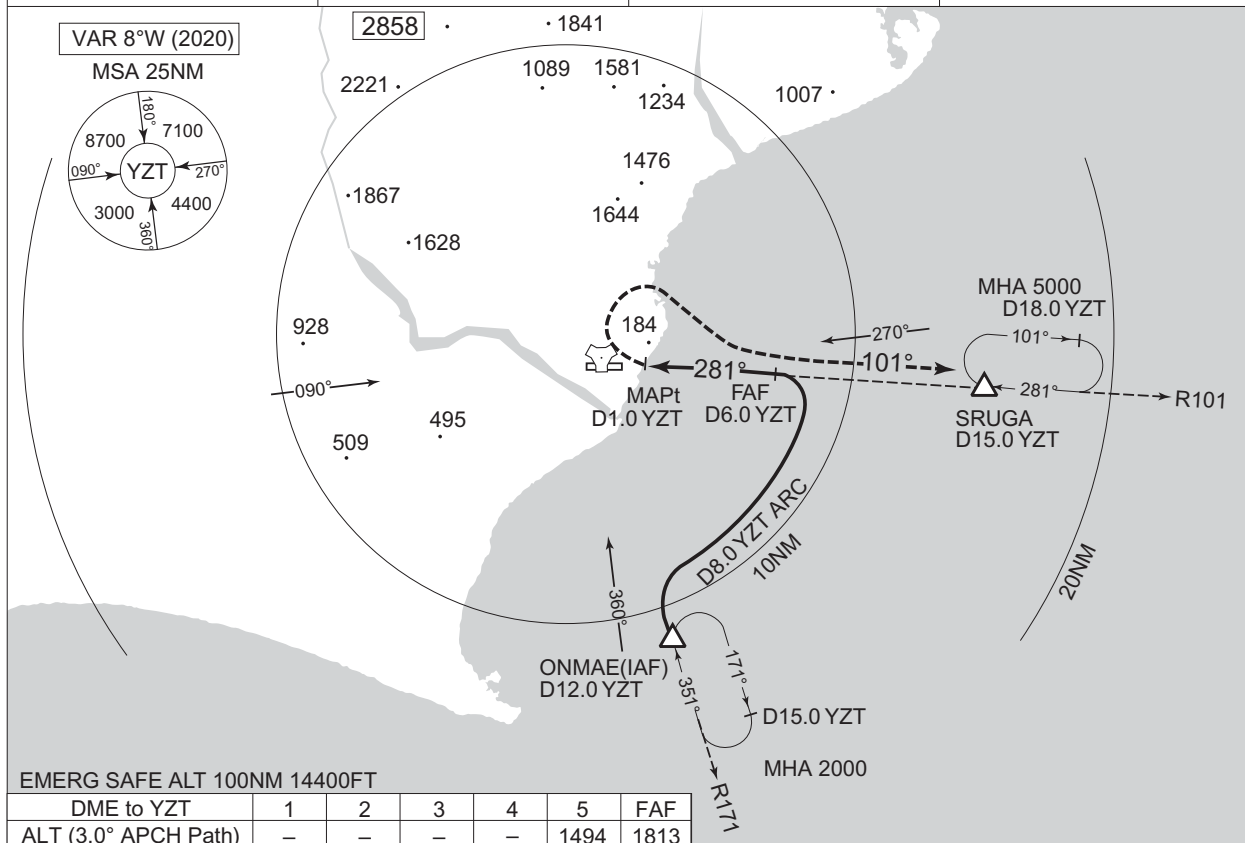 VAR 8°W (2020)
MSA 25NM
180°
8700
7100
090°
YZT
270°
3000
4400
360°
2858
1841
2221
1089
1581
1234
1007
1476
1867
1644
1628
MHA 5000
D18.0 YZT
928
184
270°
101°
101°
090°
281°
281°
R101
MAPt
D1.0 YZT
FAF
D6.0 YZT
SRUGA
D15.0 YZT
495
509
D8.0 YZT ARC
10NM
20NM
360°
ONMAE(IAF)
D12.0 YZT
171°
351°
D15.0 YZT
MHA 2000
R171
EMERG SAFE ALT 100NM 14400FT
DME to YZT 1 2 3 4 5 FAF
ALT (3.0° APCH Path) – – – – 1494 1813